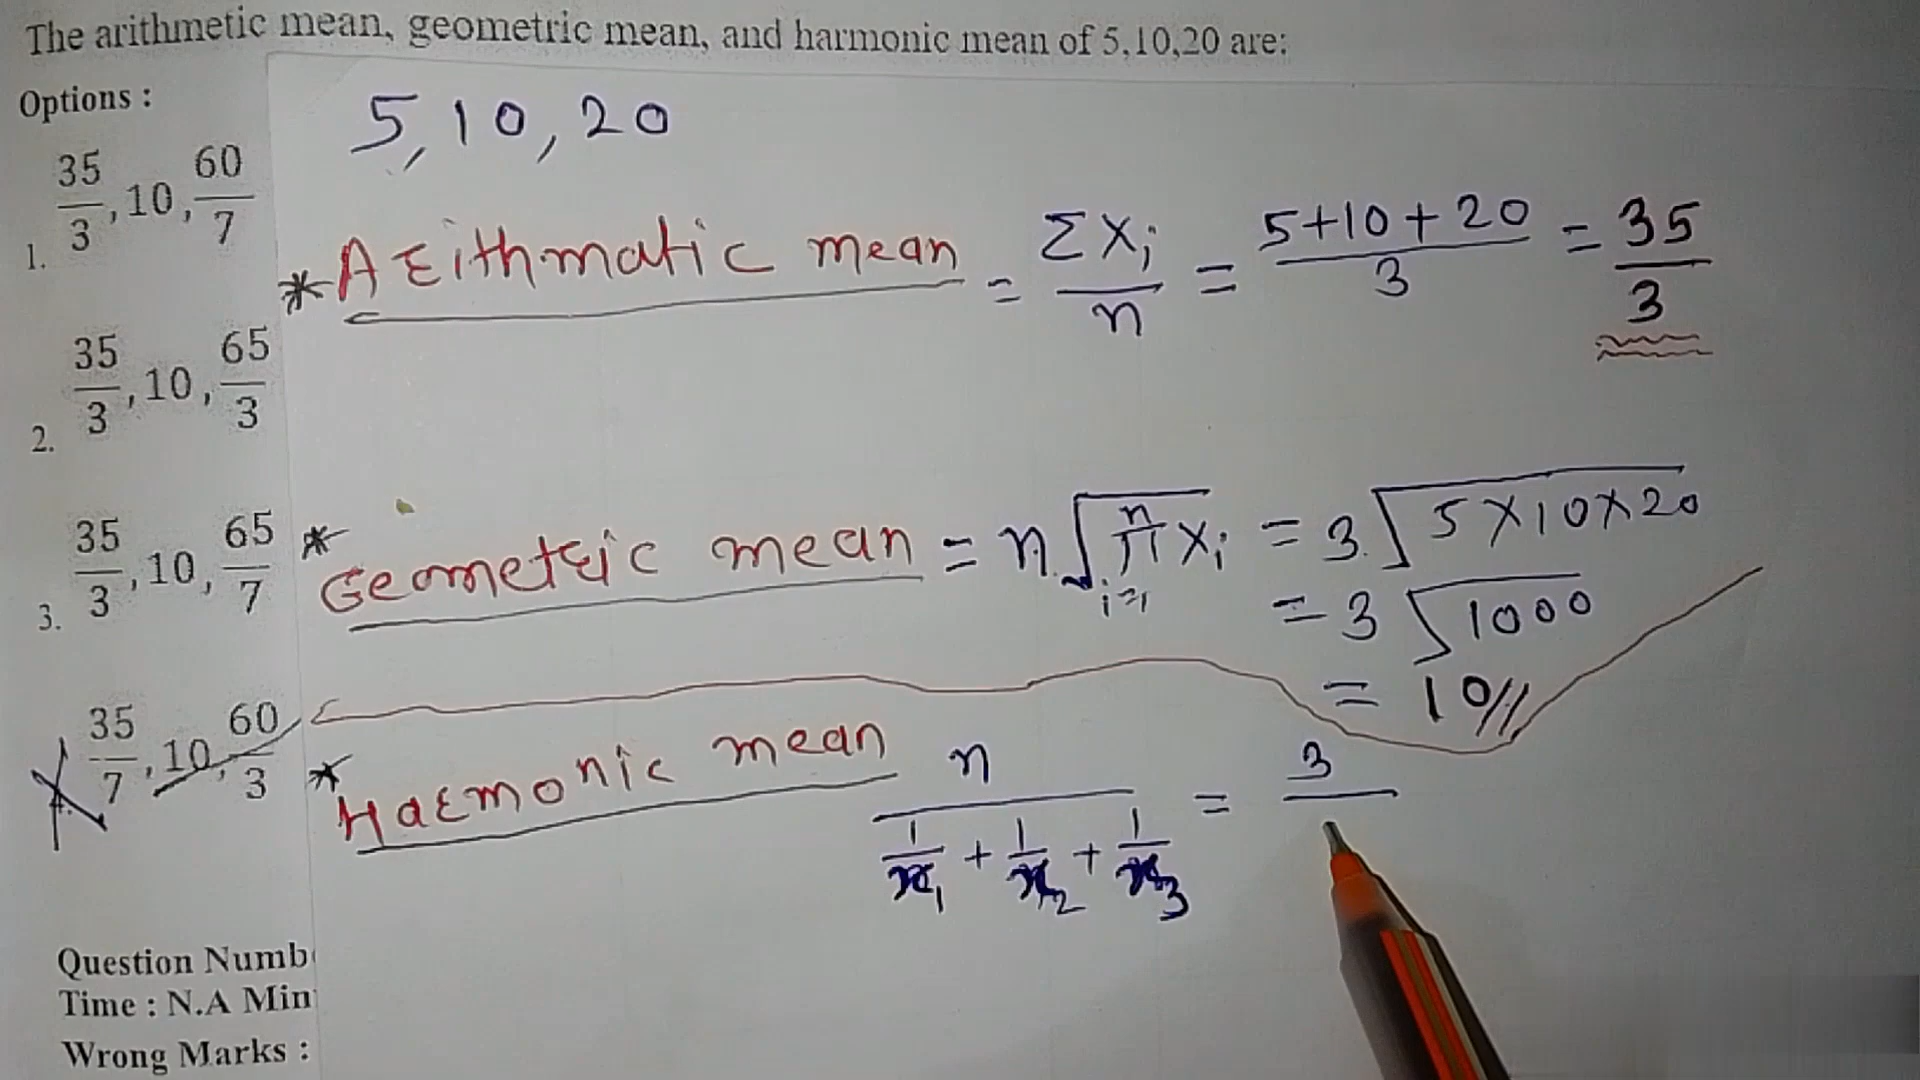 The arithmetic mean, geometric mean, and harmonic mean of 5,10,20 are:
Options :
5, 10, 20
1. 35/3, 10, 60/7
* Arithmatic mean = Σxi/n = 5+10+20/3 = 35/3
2. 35/3, 10, 65/3
3. 35/3, 10, 65/7
* Geometric mean = n√π xi n i=1 = 3√5×10×20
= 3√1000
= 10//
4. 35/7, 10, 60/3
* Harmonic mean n/1/x1 + 1/x2 + 1/x3 = 3/
Question Numb
Time : N.A Min
Wrong Marks :